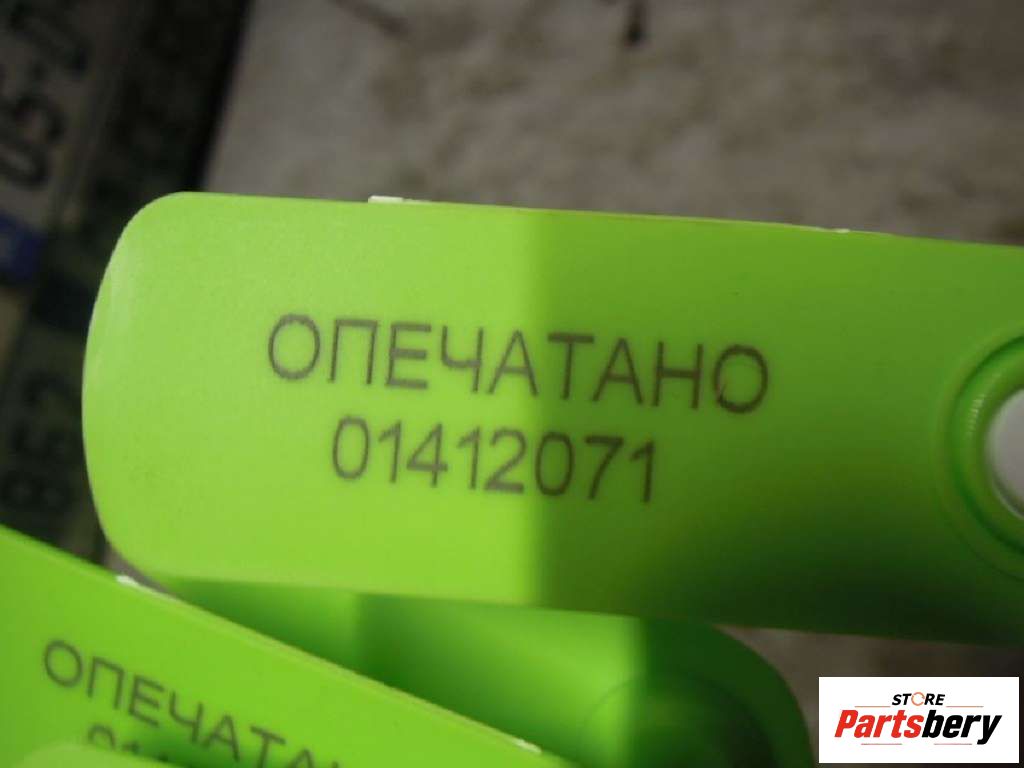 ОПЕЧАТАНО
01412071
ОПЕЧАТАНО
STORE
Partsbery